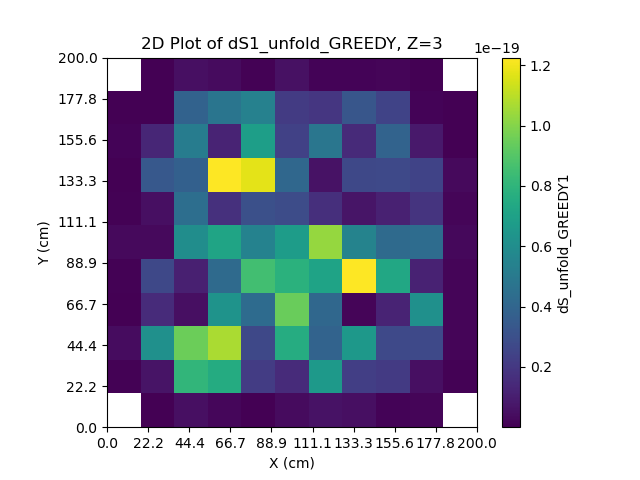 2D Plot of dS1_unfold_GREEDY, Z=3
1e−19
200.0
177.8
155.6
133.3
111.1
88.9
66.7
44.4
22.2
0.0
Y (cm)
0.0 22.2 44.4 66.7 88.9 111.1 133.3 155.6 177.8 200.0
X (cm)
1.2
1.0
0.8
0.6
0.4
0.2
dS_unfold_GREEDY1